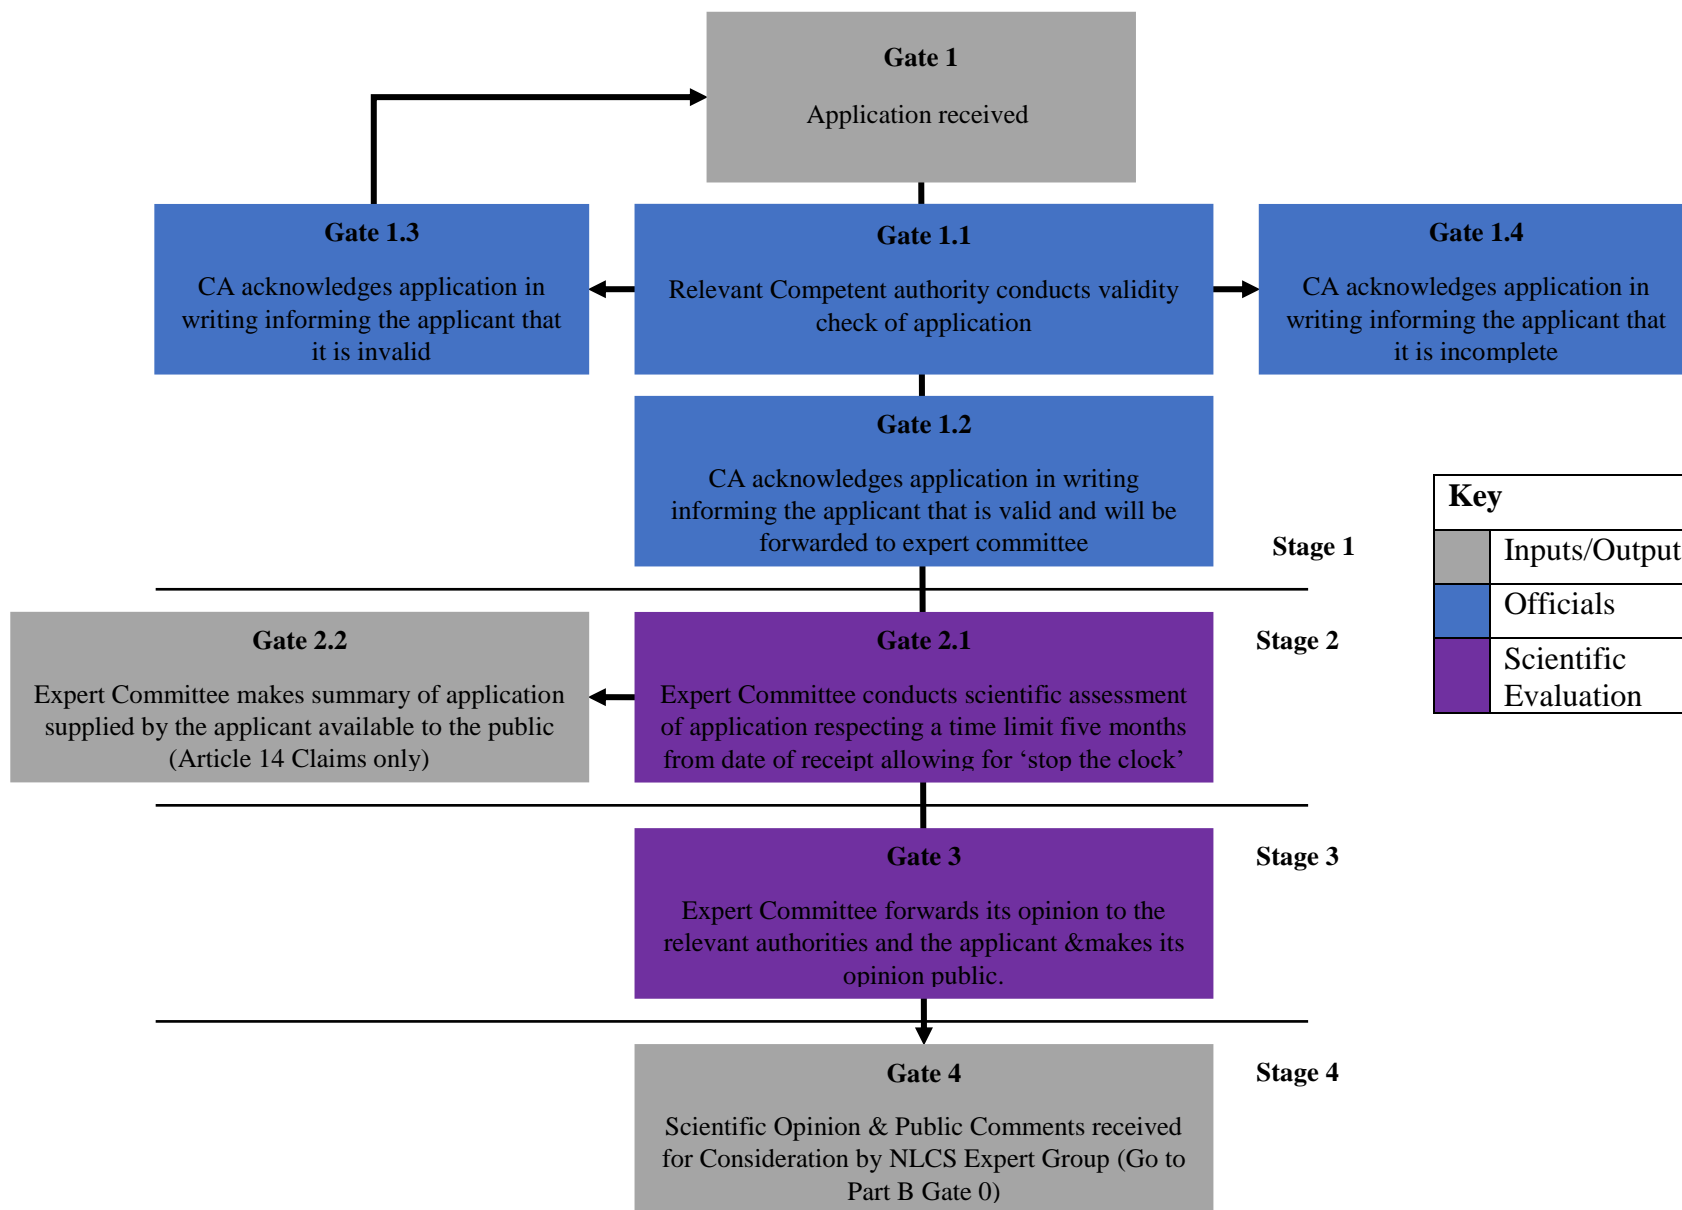 Gate 1
Application received
Gate 1.3
CA acknowledges application in
writing informing the applicant that
it is invalid
Gate 1.1
Relevant Competent authority conducts validity
check of application
Gate 1.4
CA acknowledges application in
writing informing the applicant that
it is incomplete
Gate 1.2
CA acknowledges application in writing
informing the applicant that is valid and will be
forwarded to expert committee
Stage 1
Key
Inputs/Output
Officials
Scientific
Evaluation
Gate 2.2
Expert Committee makes summary of application
supplied by the applicant available to the public
(Article 14 Claims only)
Gate 2.1
Expert Committee conducts scientific assessment
of application respecting a time limit five months
from date of receipt allowing for ‘stop the clock’
Stage 2
Gate 3
Expert Committee forwards its opinion to the
relevant authorities and the applicant &makes its
opinion public.
Stage 3
Gate 4
Scientific Opinion & Public Comments received
for Consideration by NLCS Expert Group (Go to
Part B Gate 0)
Stage 4